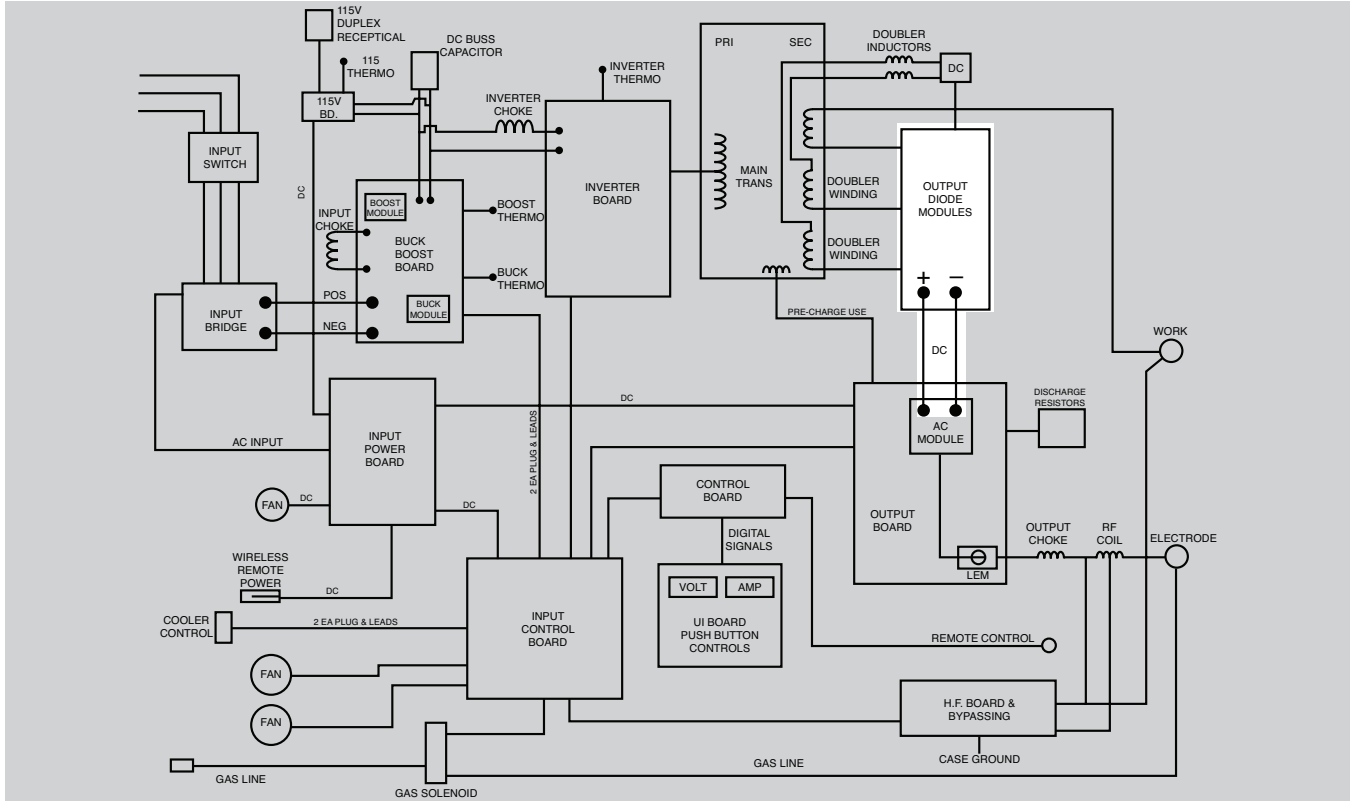 115V
DUPLEX
RECEPTICAL
DC BUSS
CAPACITOR
115
THERMO
115V
BD.
INVERTER
CHOKE
INVERTER
THERMO
PRI
SEC
DOUBLER
INDUCTORS
DC
INPUT
SWITCH
DC
INPUT
CHOKE
BOOST
MODULE
BUCK
BOOST
BOARD
BOOST
THERMO
BUCK
THERMO
BUCK
MODULE
INVERTER
BOARD
MAIN
TRANS
DOUBLER
WINDING
DOUBLER
WINDING
OUTPUT
DIODE
MODULES
+ −
INPUT
BRIDGE
POS
NEG
PRE-CHARGE USE
DC
WORK
DISCHARGE
RESISTORS
AC INPUT
INPUT
POWER
BOARD
DC
2 EA PLUG & LEADS
AC
MODULE
FAN
DC
DC
CONTROL
BOARD
OUTPUT
BOARD
DIGITAL
SIGNALS
OUTPUT
CHOKE
RF
COIL
ELECTRODE
LEM
WIRELESS
REMOTE
POWER
DC
COOLER
CONTROL
2 EA PLUG & LEADS
INPUT
CONTROL
BOARD
VOLT
AMP
UI BOARD
PUSH BUTTON
CONTROLS
REMOTE CONTROL
FAN
FAN
H.F. BOARD &
BYPASSING
CASE GROUND
GAS LINE
GAS SOLENOID
GAS LINE